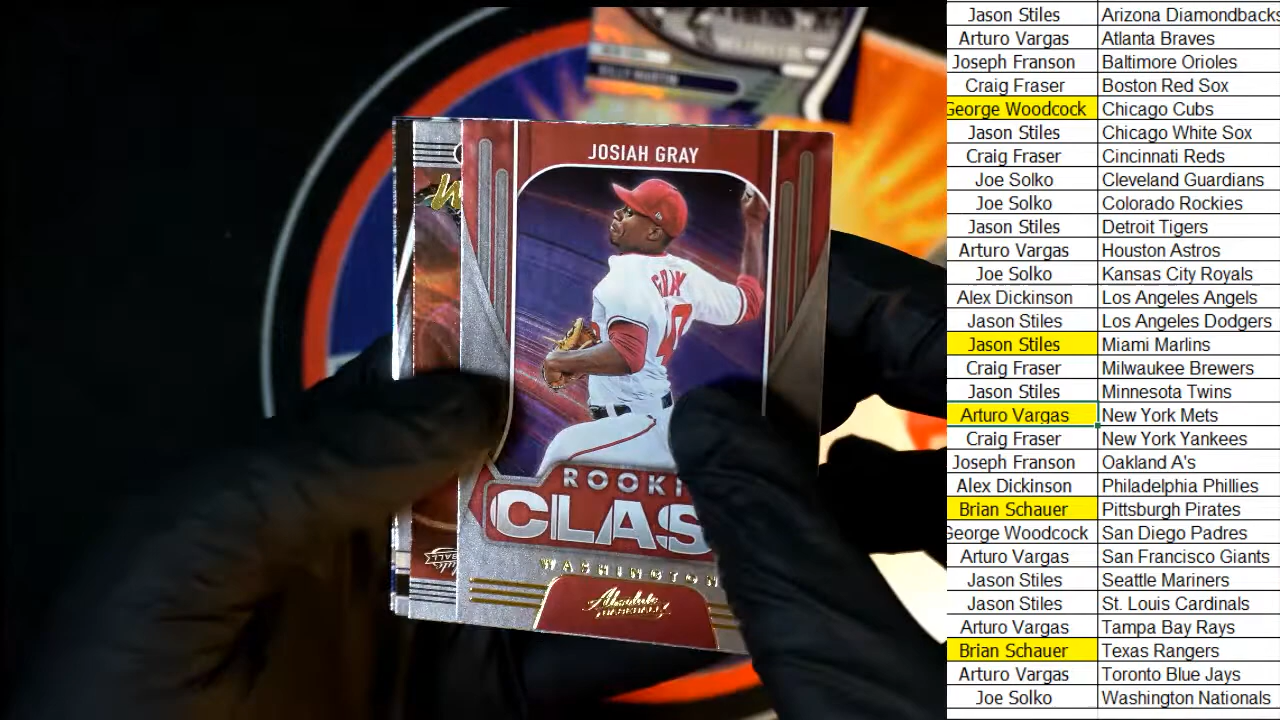 JOSIAH GRAY
ROOKI
CLAS
WASHINGTON
Absolute
BASEBALL
Jason Stiles Arizona Diamondbacks
Arturo Vargas Atlanta Braves
Joseph Franson Baltimore Orioles
Craig Fraser Boston Red Sox
George Woodcock Chicago Cubs
Jason Stiles Chicago White Sox
Craig Fraser Cincinnati Reds
Joe Solko Cleveland Guardians
Joe Solko Colorado Rockies
Jason Stiles Detroit Tigers
Arturo Vargas Houston Astros
Joe Solko Kansas City Royals
Alex Dickinson Los Angeles Angels
Jason Stiles Los Angeles Dodgers
Jason Stiles Miami Marlins
Craig Fraser Milwaukee Brewers
Jason Stiles Minnesota Twins
Arturo Vargas New York Mets
Craig Fraser New York Yankees
Joseph Franson Oakland A's
Alex Dickinson Philadelphia Phillies
Brian Schauer Pittsburgh Pirates
George Woodcock San Diego Padres
Arturo Vargas San Francisco Giants
Jason Stiles Seattle Mariners
Jason Stiles St. Louis Cardinals
Arturo Vargas Tampa Bay Rays
Brian Schauer Texas Rangers
Arturo Vargas Toronto Blue Jays
Joe Solko Washington Nationals